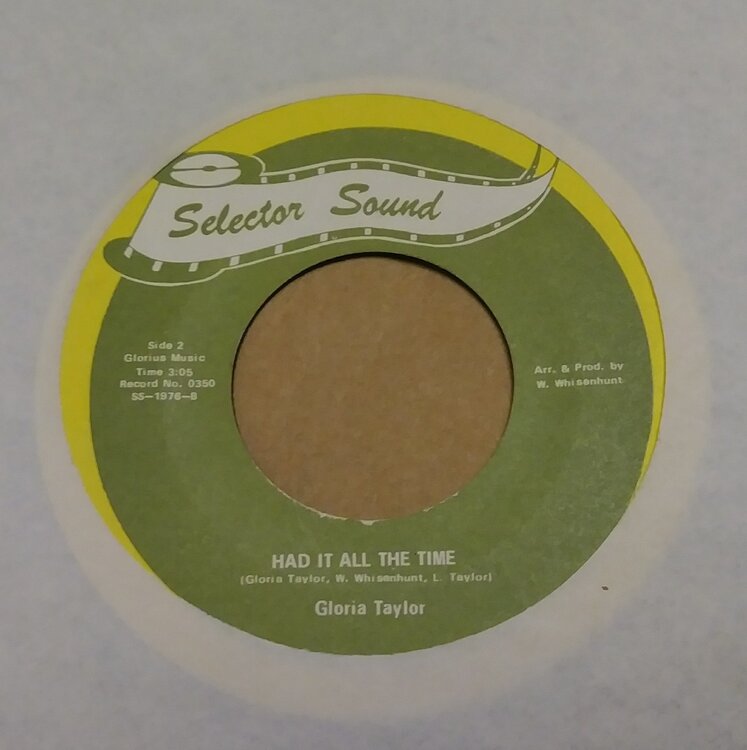 Selector Sound
Side 2
Glorius Music
Time 3:05
Record No. 0350
SS-1976-B
Arr. & Prod. by
W. Whisenhunt
HAD IT ALL THE TIME
(Gloria Taylor, W. Whisenhunt, L. Taylor)
Gloria Taylor